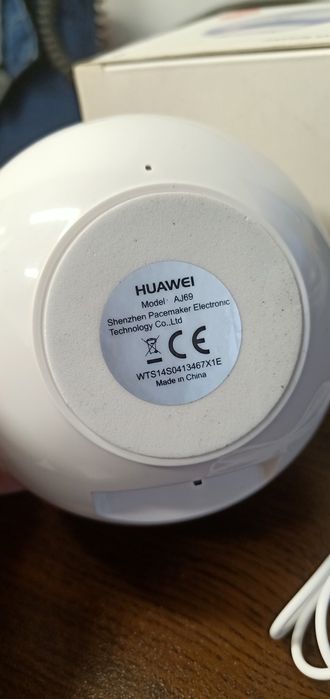 HUAWEI
Model: AJ69
Shenzhen Pacemaker Electronic
Technology Co.,Ltd
CE
WTS14S0413467X1E
Made in China